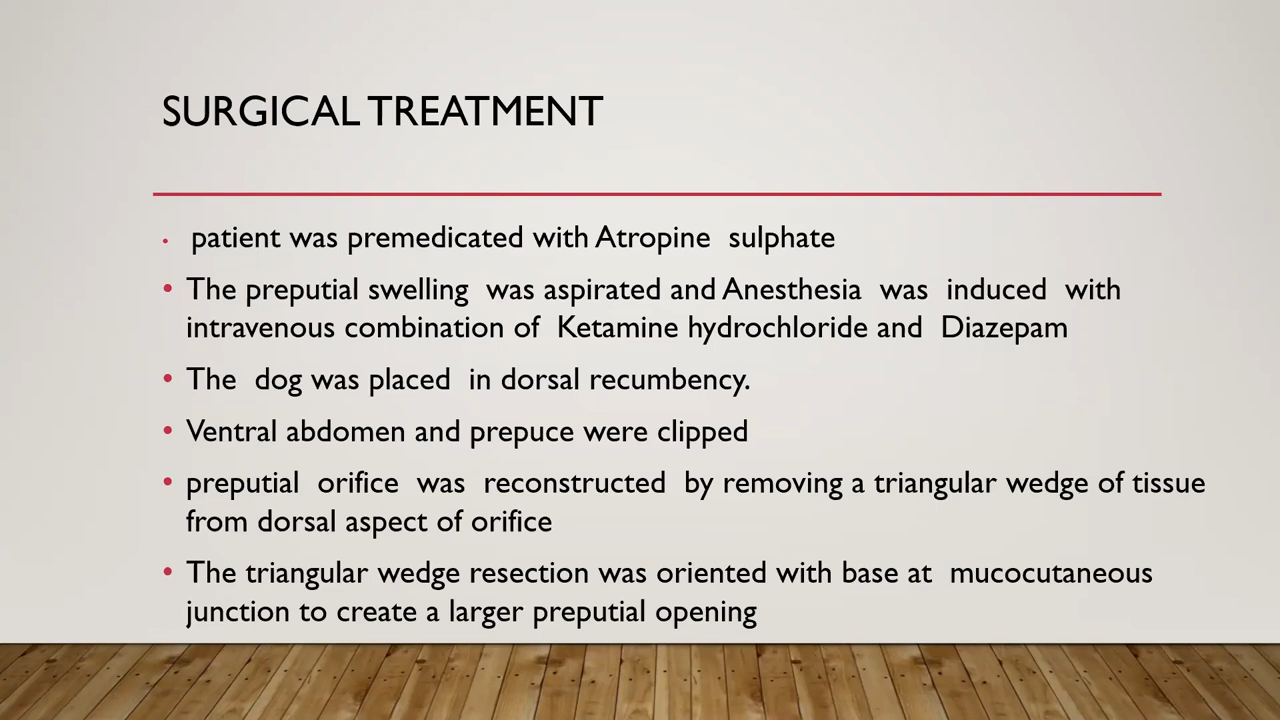 SURGICAL TREATMENT
• patient was premedicated with Atropine sulphate
• The preputial swelling was aspirated and Anesthesia was induced with
intravenous combination of Ketamine hydrochloride and Diazepam
• The dog was placed in dorsal recumbency.
• Ventral abdomen and prepuce were clipped
• preputial orifice was reconstructed by removing a triangular wedge of tissue
from dorsal aspect of orifice
• The triangular wedge resection was oriented with base at mucocutaneous
junction to create a larger preputial opening